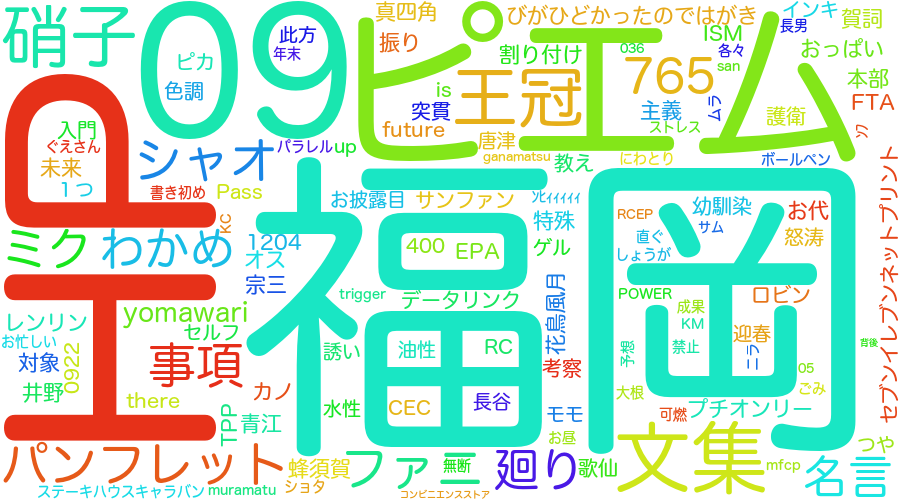 硝子
09
ピエム
真四角
びがひどかったのではがき
インキ
長男
賀詞
此方
年末
振り
割り付け
036
ISM
各々
おっぱい
ピカ
色調
王冠
765
san
本部
is
突貫
主義
ムラ
護衛
FTA
P
入門
ぐえさん
シャオ
パラレル
up
future
唐津
ganamatsu
教え
ストレス
にわとり
ボールペン
ソワ
未来
1つ
書き初め
Pass
お披露目
サンファン
ソヒィィィィィ
特殊
RCEP
幼馴染
お代
サム
KC
ミク
わかめ
1204
オス
宗三
福岡
400
EPA
ゲル
直ぐ
しょうが
怒涛
セブンイレブンネットプリント
エ
trigger
データリンク
花鳥風月
POWER
成果
ロビン
レンリン
お忙しい
yomawari
セルフ
誘い
油性
RC
考察
予想
KM
禁止
迎春
ニラ
背後
対象
0922
事項
カノ
井野
there
TPP
青江
水性
CEC
長谷
モモ
大根
可燃
05
ごみ
プチオンリー
お昼
パンフレット
蜂須賀
ショタ
ファニ
無断
廻り
歌仙
文集
mfcp
つや
名言
ステーキハウスキャラバン
muramatu
コンビニエンスストア